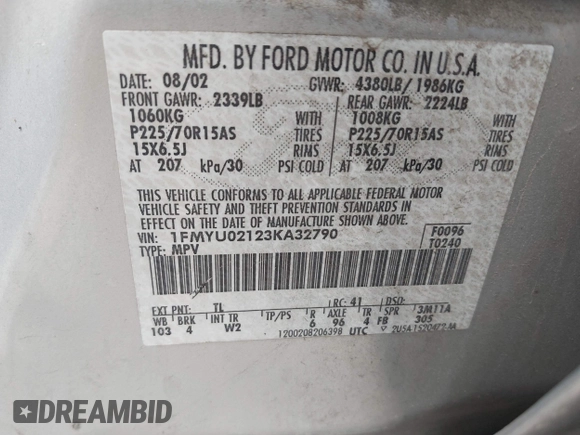 MFD. BY FORD MOTOR CO. IN U.S.A.
DATE: 08/02 GVWR: 4380LB/1986KG
FRONT GAWR: 2339LB REAR GAWR: 2224LB
1060KG 1008KG
P225/70R15AS TIRES P225/70R15AS TIRES
15X6.5J RIMS 15X6.5J RIMS
AT 207 kPa/30 PSI COLD AT 207 kPa/30 PSI COLD
THIS VEHICLE CONFORMS TO ALL APPLICABLE FEDERAL MOTOR
VEHICLE SAFETY AND THEFT PREVENTION STANDARDS IN
EFFECT ON THE DATE OF MANUFACTURE SHOWN ABOVE.
VIN: 1FMYU02123KA32790 F0096
TYPE: MPV T0240
EXT PNT: TL RC: 41 DSO:
WB BRK INT TR TP/PS R AXLE TR SPR 3M11A
103 4 W2 6 96 4 FB 305
1200208206398 UTC
DREAMBID
DREAMBID.COM